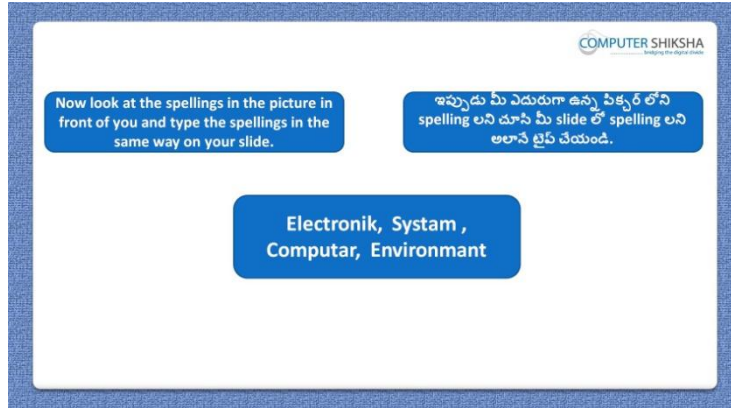 COMPUTER SHIKSHA
Bridging the digital divide
Now look at the spellings in the picture in
front of you and type the spellings in the
same way on your slide.
ఇప్పుడు మీ ఎదురుగా ఉన్న పిక్చర్ లోని
spelling లని చూసి మీ slide లో spelling లని
అలానే టైప్ చేయండి.
Electronik, Systam ,
Computar, Environmant